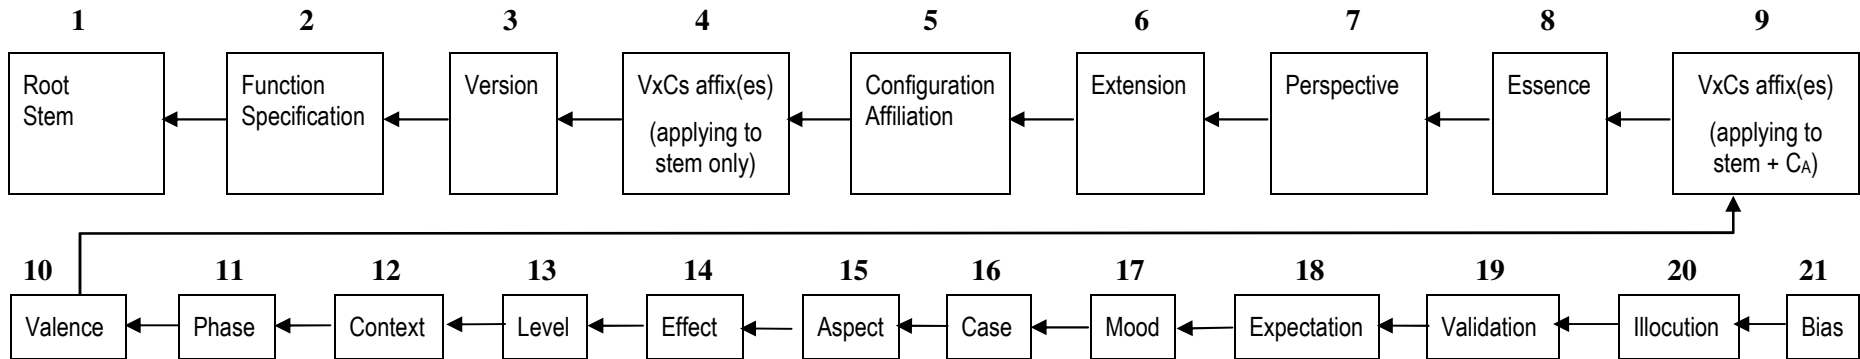 1 2 3 4 5 6 7 8 9
Root Stem
Function Specification
Version
VxCs affix(es)
(applying to stem only)
Configuration Affiliation
Extension
Perspective
Essence
VxCs affix(es)
(applying to stem + CA)
10 11 12 13 14 15 16 17 18 19 20 21
Valence
Phase
Context
Level
Effect
Aspect
Case
Mood
Expectation
Validation
Illocution
Bias